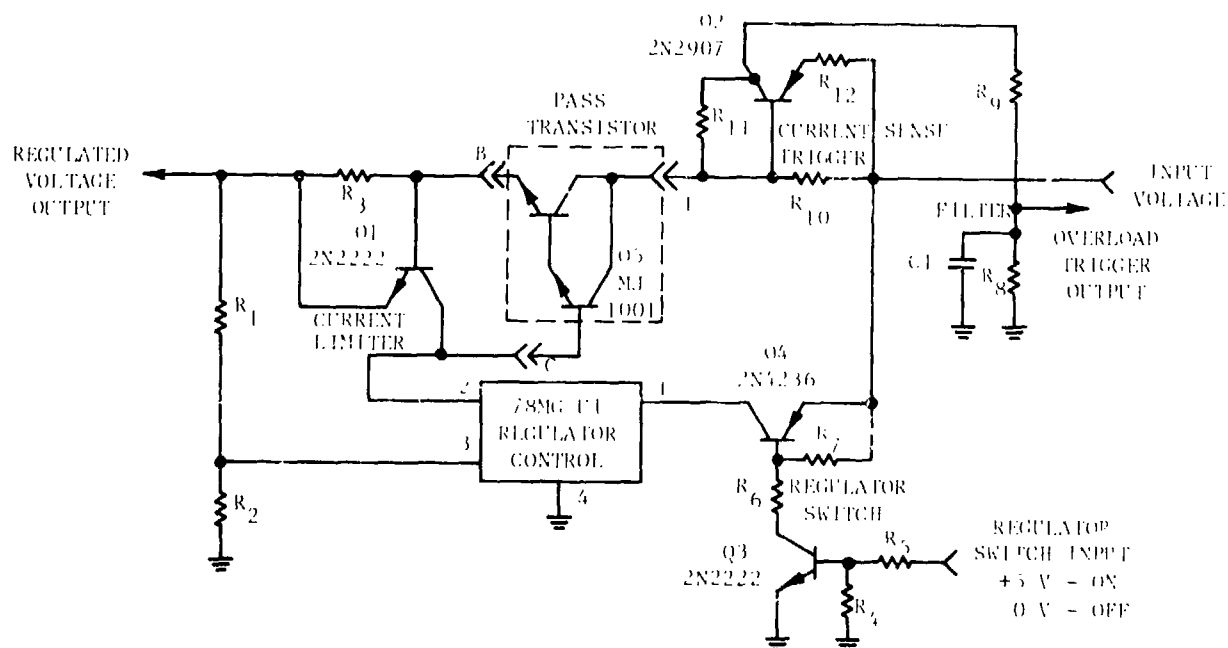 Q2
2N2907
R12
R9
PASS
TRANSISTOR
R11
CURRENT SENSE
TRIGGER
REGULATED
VOLTAGE
OUTPUT
B
R3
R10
INPUT
VOLTAGE
FILTER
Q1
2N2222
OVERLOAD
TRIGGER
OUTPUT
C1
R8
Q5
MJ
1001
R1
CURRENT
LIMITER
C
Q4
2N4236
2
1
REGULATOR
CONTROL
3
R7
4
R2
R6
REGULATOR
SWITCH
REGULATOR
SWITCH INPUT
+5 V - ON
0 V - OFF
R5
Q3
2N2222
R4